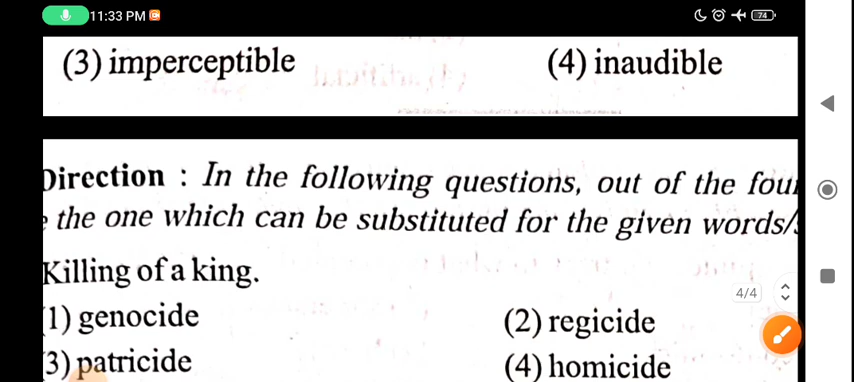 11:33 PM
74
(3) imperceptible (4) inaudible
Direction : In the following questions, out of the four
the one which can be substituted for the given words/
Killing of a king.
4/4
1) genocide (2) regicide
3) patricide (4) homicide